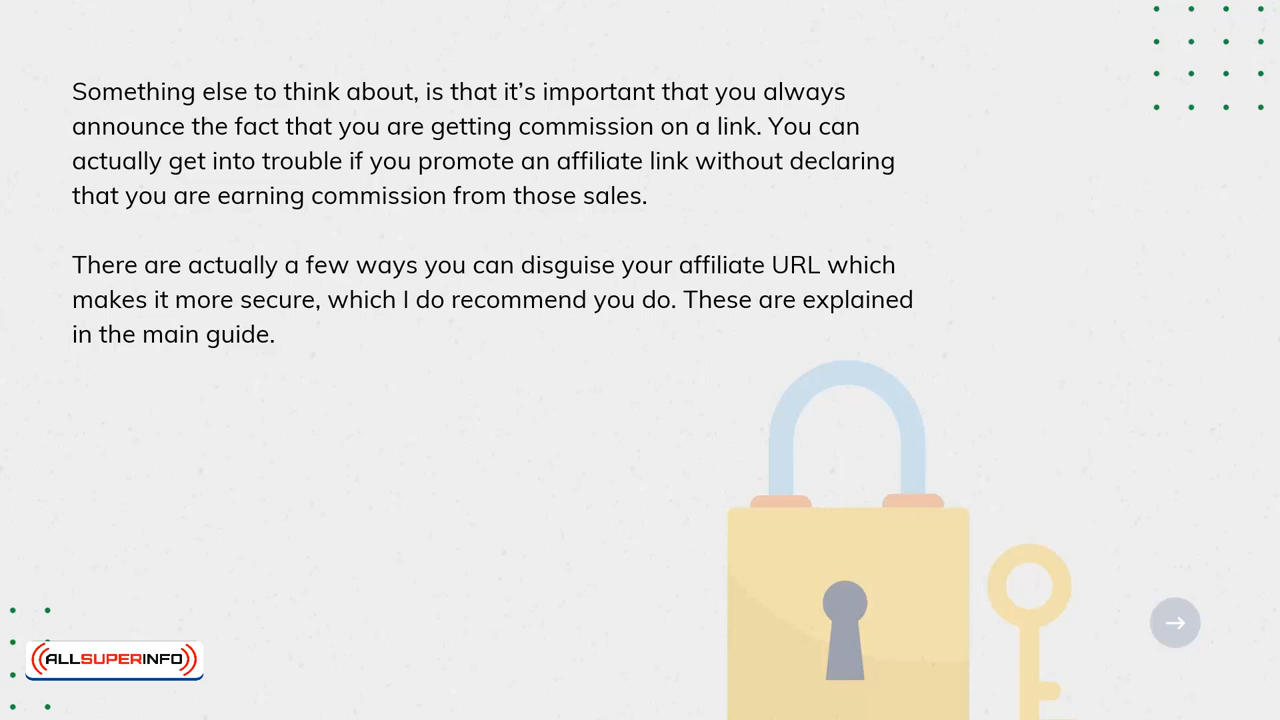 Something else to think about, is that it’s important that you always
announce the fact that you are getting commission on a link. You can
actually get into trouble if you promote an affiliate link without declaring
that you are earning commission from those sales.
There are actually a few ways you can disguise your affiliate URL which
makes it more secure, which I do recommend you do. These are explained
in the main guide.
ALLSUPERINFO